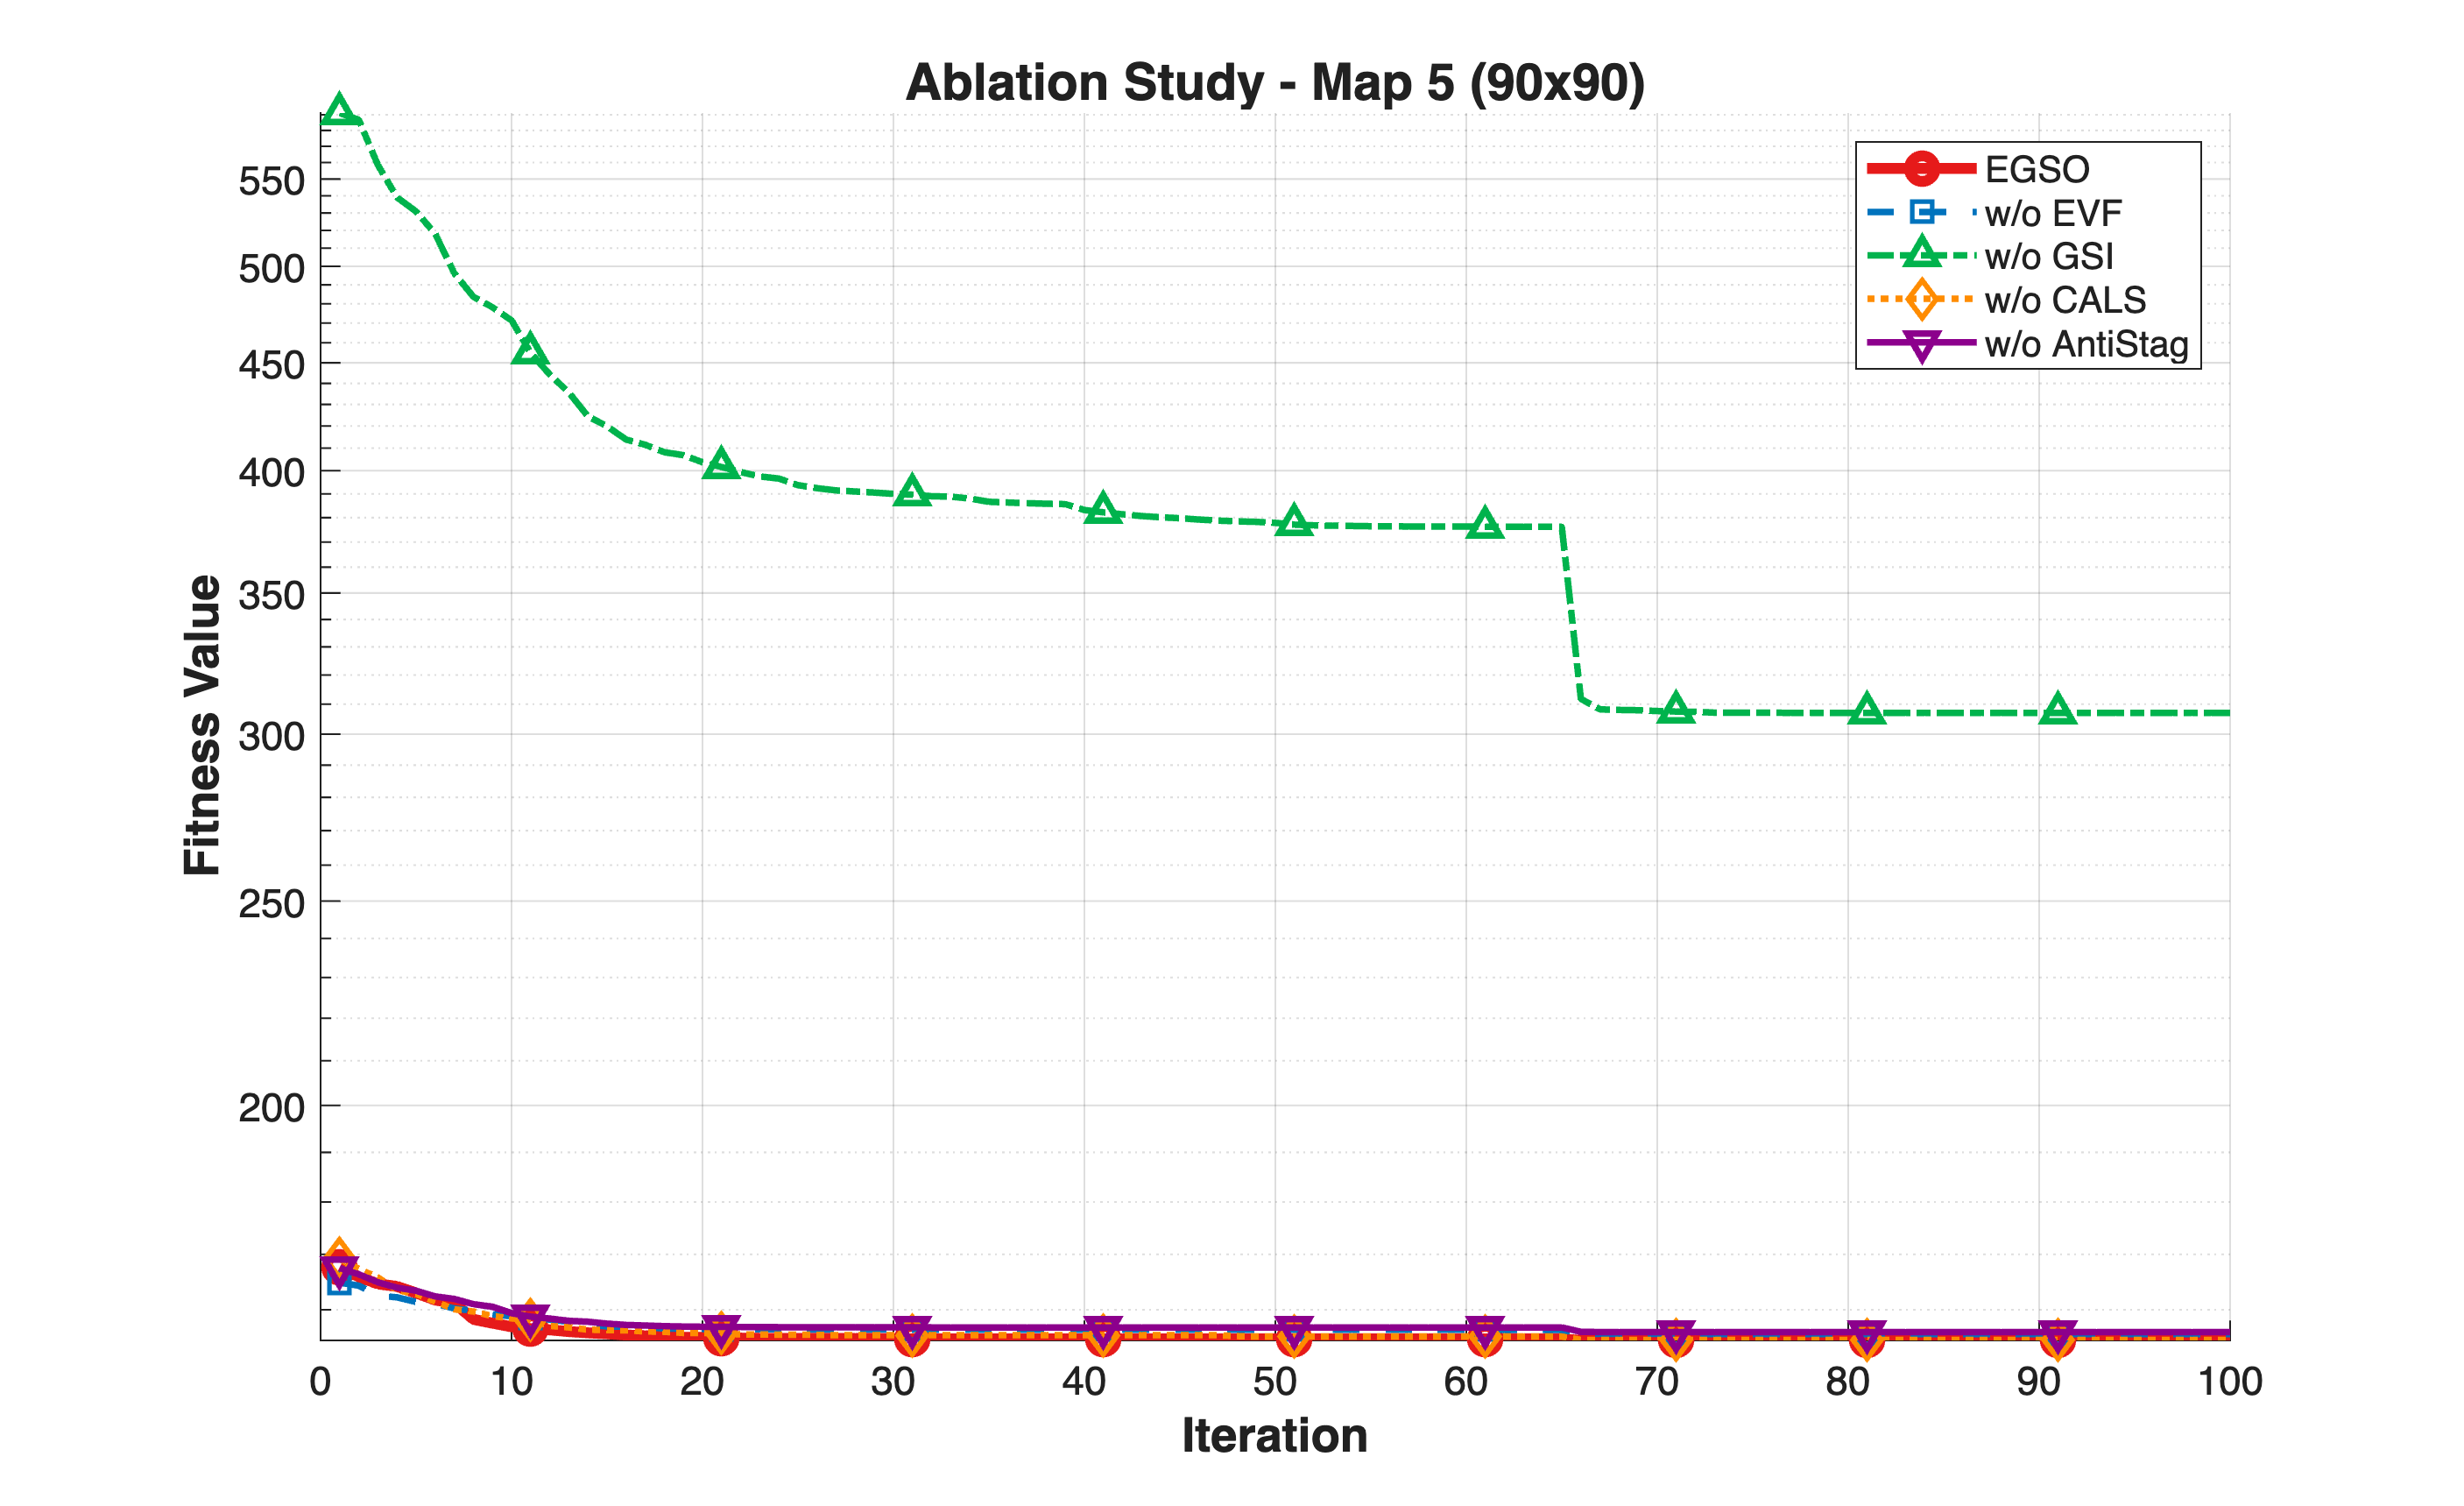 Ablation Study - Map 5 (90x90)
EGSO
w/o EVF
w/o GSI
w/o CALS
w/o AntiStag
Fitness Value
550
500
450
400
350
300
250
200
0 10 20 30 40 50 60 70 80 90 100
Iteration